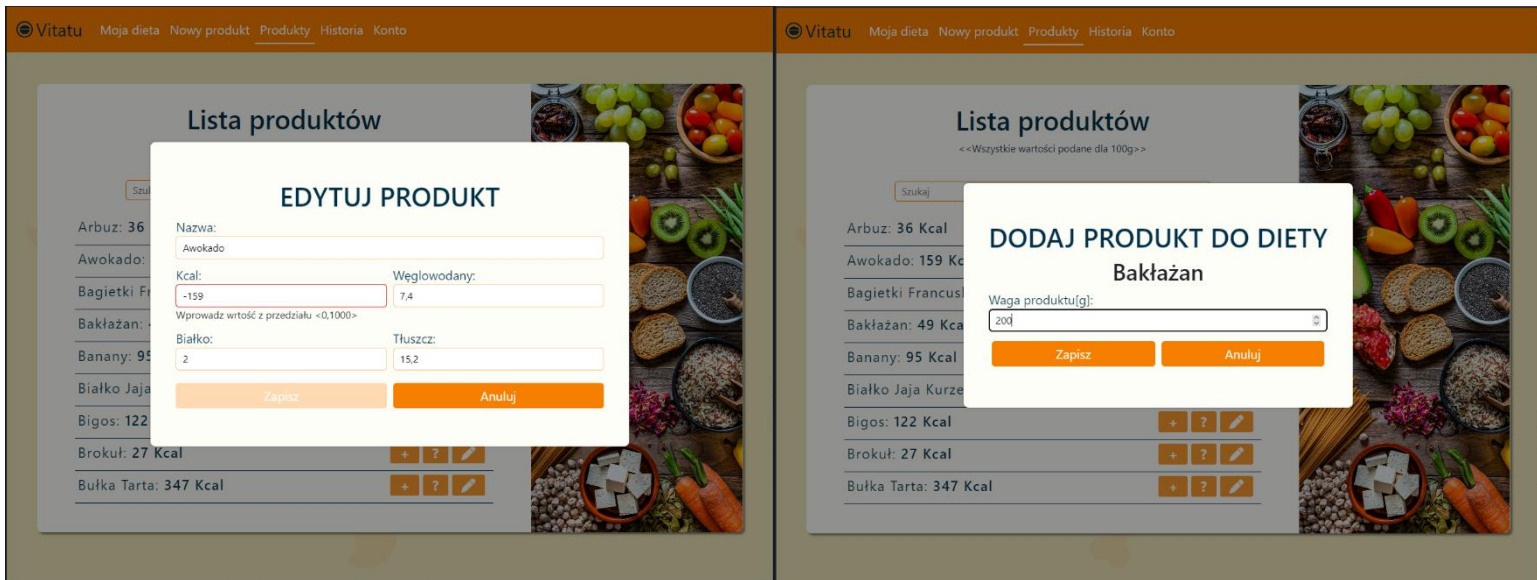 Vitatu Moja dieta Nowy produkt Produkty Historia Konto
Lista produktów
Szuk
EDYTUJ PRODUKT
Nazwa:
Awokado
Kcal: Węglowodany:
-159 7,4
Wprowadz wrtość z przedziału <0,1000>
Białko: Tłuszcz:
2 15,2
Zapisz Anuluj
Arbuz: 36
Awokado:
Bagietki Fr
Bakłażan:
Banany: 95
Białko Jaja
Bigos: 122
Brokuł: 27 Kcal + ?
Bułka Tarta: 347 Kcal + ?
Vitatu Moja dieta Nowy produkt Produkty Historia Konto
Lista produktów
<<Wszystkie wartości podane dla 100g>>
Szukaj
DODAJ PRODUKT DO DIETY
Bakłażan
Waga produktu[g]:
200
Zapisz Anuluj
Arbuz: 36 Kcal
Awokado: 159 Kc
Bagietki Francus
Bakłażan: 49 Kca
Banany: 95 Kcal
Białko Jaja Kurze
Bigos: 122 Kcal + ?
Brokuł: 27 Kcal + ?
Bułka Tarta: 347 Kcal + ?